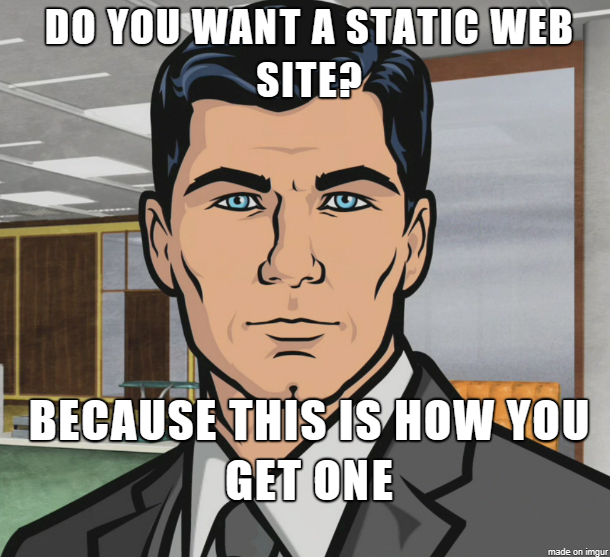 DO YOU WANT A STATIC WEB
SITE?
BECAUSE THIS IS HOW YOU
GET ONE
made on imgur